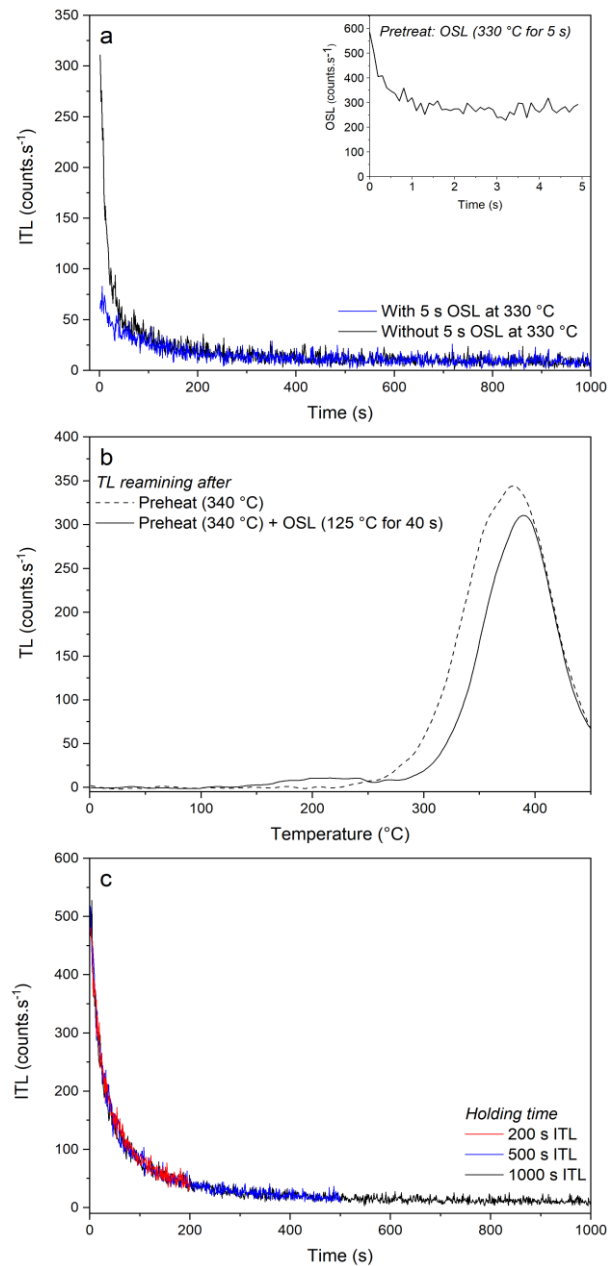 a
Pretreat: OSL (330 °C for 5 s)
OSL (counts.s⁻¹)
600
500
400
300
200
100
0
0 1 2 3 4 5
Time (s)
ITL (counts.s⁻¹)
350
300
250
200
150
100
50
0
With 5 s OSL at 330 °C
Without 5 s OSL at 330 °C
0 200 400 600 800 1000
Time (s)
b
TL reamining after
Preheat (340 °C)
Preheat (340 °C) + OSL (125 °C for 40 s)
TL (counts.s⁻¹)
400
350
300
250
200
150
100
50
0
0 100 200 300 400
Temperature (°C)
c
ITL (counts.s⁻¹)
600
500
400
300
200
100
0
Holding time
200 s ITL
500 s ITL
1000 s ITL
0 200 400 600 800 1000
Time (s)